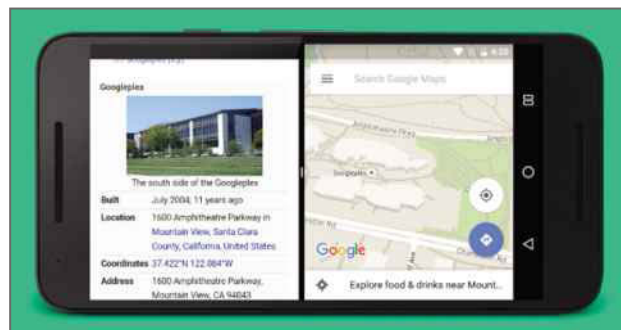 Googleplex
The south side of the Googleplex
Built July 2004; 11 years ago
Location 1600 Amphitheatre Parkway in
Mountain View, Santa Clara
County, California, United States
Coordinates 37.422°N 122.084°W
Address 1600 Amphitheatre Parkway,
Mountain View, CA 94043
Search Google Maps
Amphitheatre Pkwy
Googleplex
Google
Explore food & drinks near Mount...